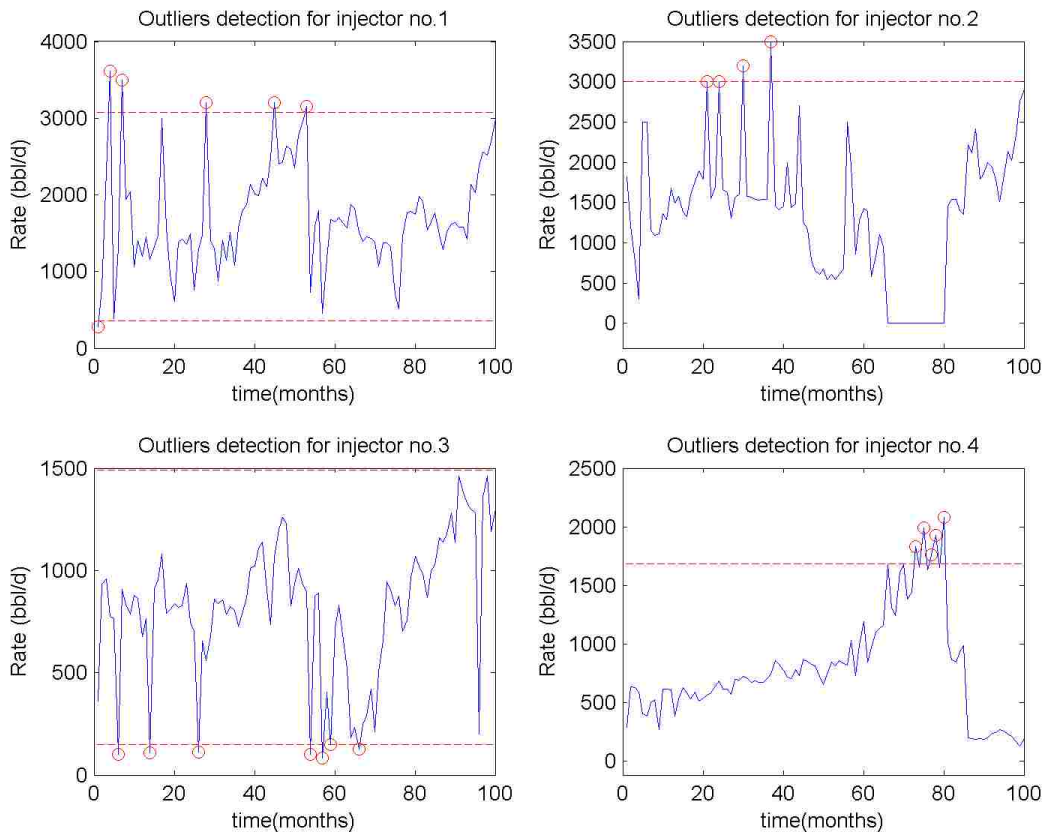 Outliers detection for injector no.1
4000
3000
2000
1000
0
Rate (bbl/d)
0 20 40 60 80 100
time(months)
Outliers detection for injector no.2
3500
3000
2500
2000
1500
1000
500
0
Rate (bbl/d)
0 20 40 60 80 100
time(months)
Outliers detection for injector no.3
1500
1000
500
0
Rate (bbl/d)
0 20 40 60 80 100
time(months)
Outliers detection for injector no.4
2500
2000
1500
1000
500
0
Rate (bbl/d)
0 20 40 60 80 100
time(months)